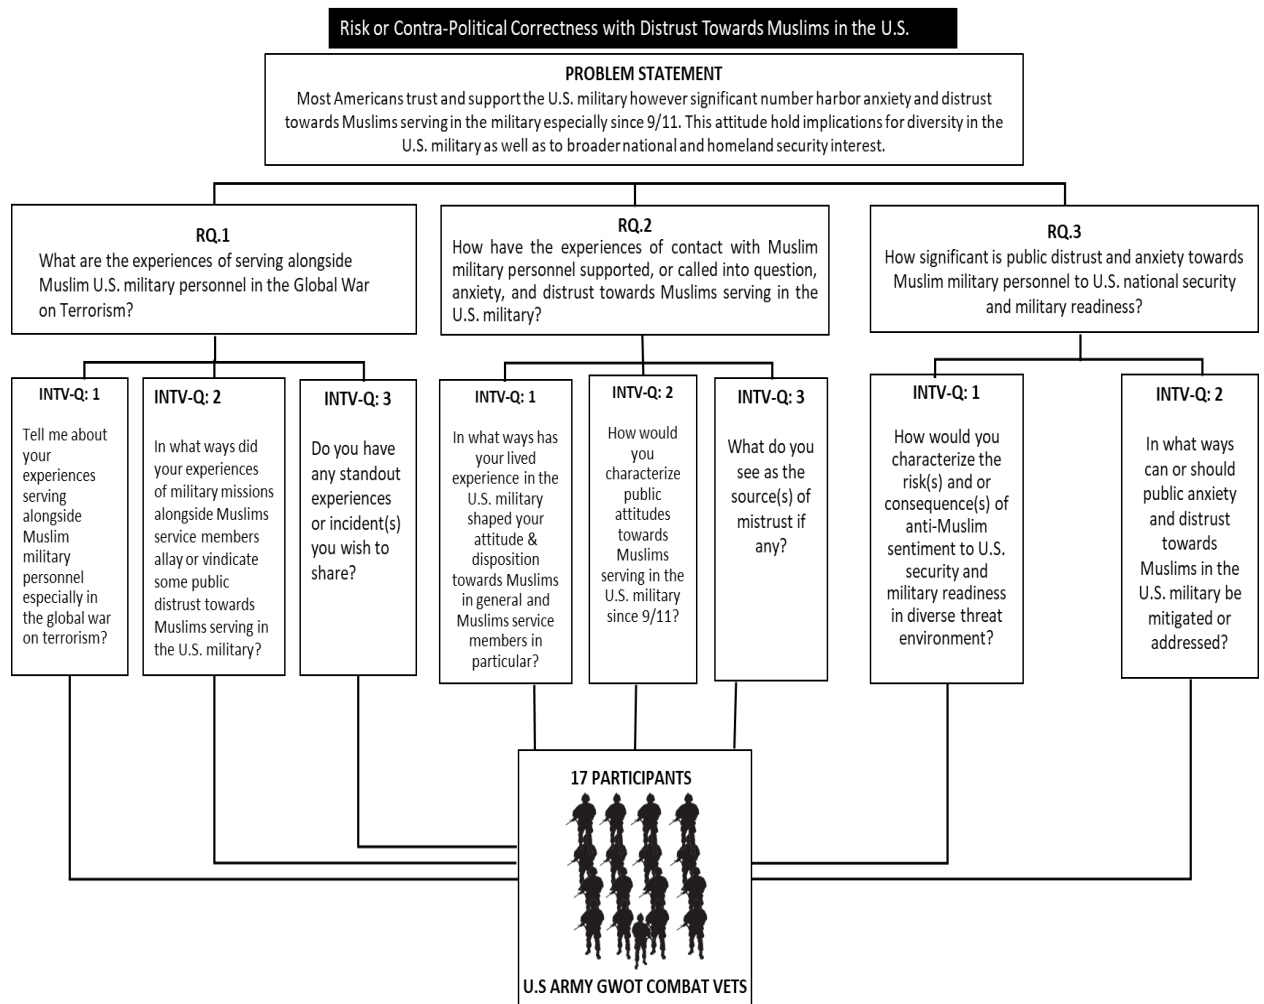 Risk or Contra-Political Correctness with Distrust Towards Muslims in the U.S.
PROBLEM STATEMENT
Most Americans trust and support the U.S. military however significant number harbor anxiety and distrust
towards Muslims serving in the military especially since 9/11. This attitude hold implications for diversity in the
U.S. military as well as to broader national and homeland security interest.
RQ.1
What are the experiences of serving alongside
Muslim U.S. military personnel in the Global War
on Terrorism?
RQ.2
How have the experiences of contact with Muslim
military personnel supported, or called into question,
anxiety, and distrust towards Muslims serving in the
U.S. military?
RQ.3
How significant is public distrust and anxiety towards
Muslim military personnel to U.S. national security
and military readiness?
INTV-Q: 1
Tell me about
your
experiences
serving
alongside
Muslim
military
personnel
especially in
the global war
on terrorism?
INTV-Q: 2
In what ways did
your experiences
of military missions
alongside Muslims
service members
allay or vindicate
some public
distrust towards
Muslims serving in
the U.S. military?
INTV-Q: 3
Do you have
any standout
experiences
or incident(s)
you wish to
share?
INTV-Q: 1
In what ways has
your lived
experience in the
U.S. military
shaped your
attitude &
disposition
towards Muslims
in general and
Muslims service
members in
particular?
INTV-Q: 2
How would
you
characterize
public
attitudes
towards
Muslims
serving in the
U.S. military
since 9/11?
INTV-Q: 3
What do you
see as the
source(s) of
mistrust if
any?
INTV-Q: 1
How would you
characterize the
risk(s) and or
consequence(s) of
anti-Muslim
sentiment to U.S.
security and
military readiness
in diverse threat
environment?
INTV-Q: 2
In what ways
can or should
public anxiety
and distrust
towards
Muslims in the
U.S. military be
mitigated or
addressed?
17 PARTICIPANTS
U.S ARMY GWOT COMBAT VETS